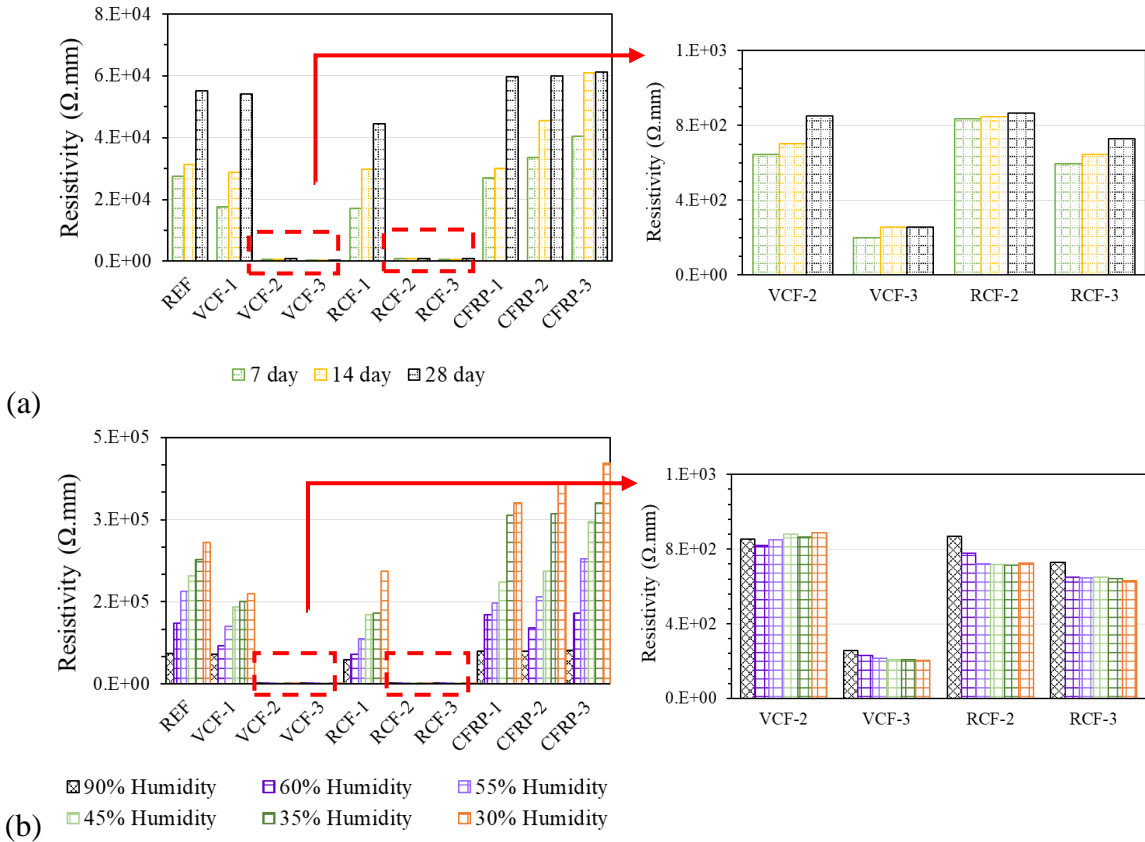 8.E+04
6.E+04
4.E+04
2.E+04
0.E+00
Resistivity (Ω.mm)
REF
VCF-1
VCF-2
VCF-3
RCF-1
RCF-2
RCF-3
CFRP-1
CFRP-2
CFRP-3
7 day 14 day 28 day
1.E+03
8.E+02
4.E+02
0.E+00
Resistivity (Ω.mm)
VCF-2 VCF-3 RCF-2 RCF-3
(a)
5.E+05
3.E+05
2.E+05
0.E+00
Resistivity (Ω.mm)
REF
VCF-1
VCF-2
VCF-3
RCF-1
RCF-2
RCF-3
CFRP-1
CFRP-2
CFRP-3
1.E+03
8.E+02
4.E+02
0.E+00
Resistivity (Ω.mm)
VCF-2 VCF-3 RCF-2 RCF-3
90% Humidity 60% Humidity 55% Humidity
45% Humidity 35% Humidity 30% Humidity
(b)